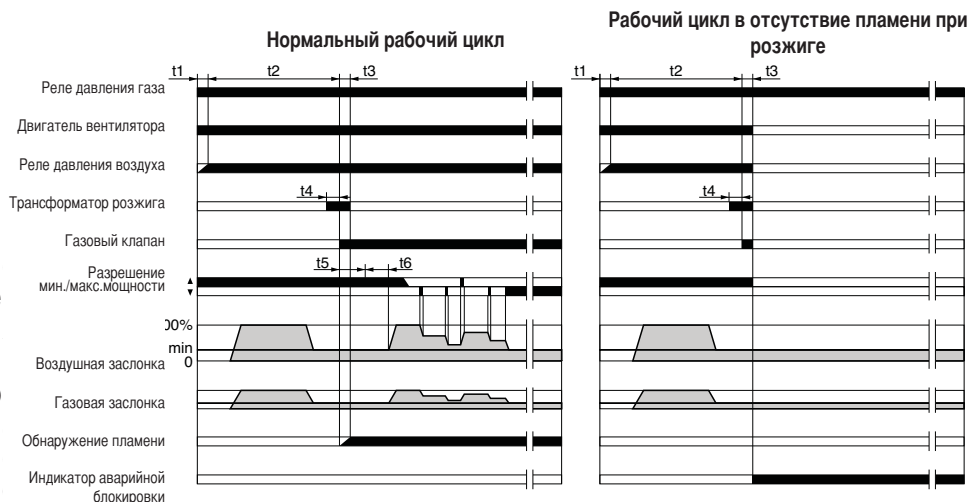 Рабочий цикл в отсутствие пламени при
розжиге
Нормальный рабочий цикл
t1 t2 t3 t1 t2 t3
Реле давления газа
Двигатель вентилятора
Реле давления воздуха
t4 t4
Трансформатор розжига
Газовый клапан
t5 t6
Разрешение
мин./макс.мощности
00%
min
0
Воздушная заслонка
Газовая заслонка
Обнаружение пламени
Индикатор аварийной
блокировки